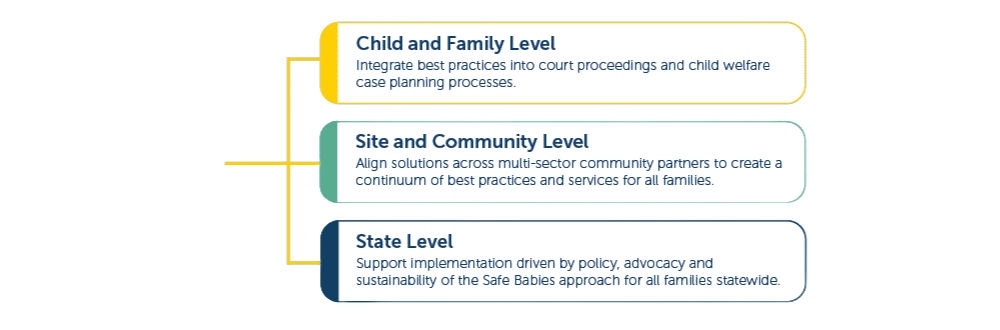 Child and Family Level
Integrate best practices into court proceedings and child welfare
case planning processes.
Site and Community Level
Align solutions across multi-sector community partners to create a
continuum of best practices and services for all families.
State Level
Support implementation driven by policy, advocacy and
sustainability of the Safe Babies approach for all families statewide.